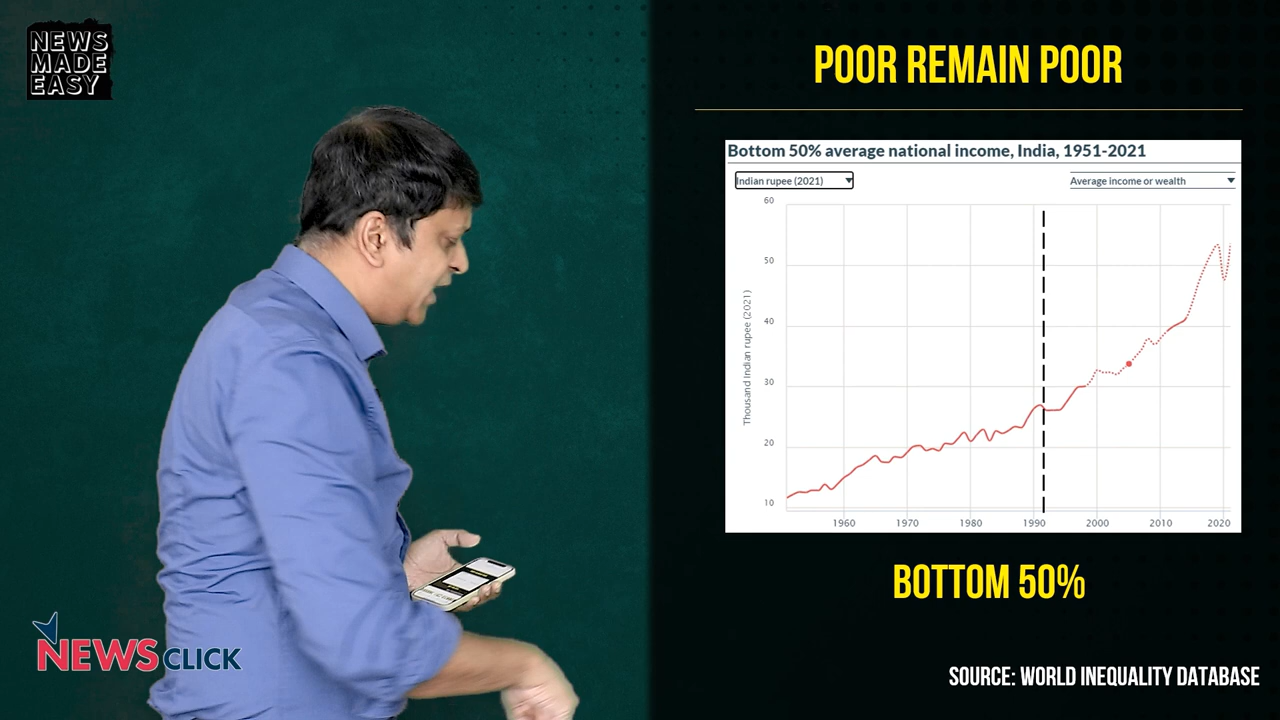 NEWS
MADE
EASY
POOR REMAIN POOR
Bottom 50% average national income, India, 1951-2021
Indian rupee (2021)
Average income or wealth
60
50
40
30
20
10
Thousand Indian rupee (2021)
1960 1970 1980 1990 2000 2010 2020
BOTTOM 50%
NEWSCLICK
SOURCE: WORLD INEQUALITY DATABASE